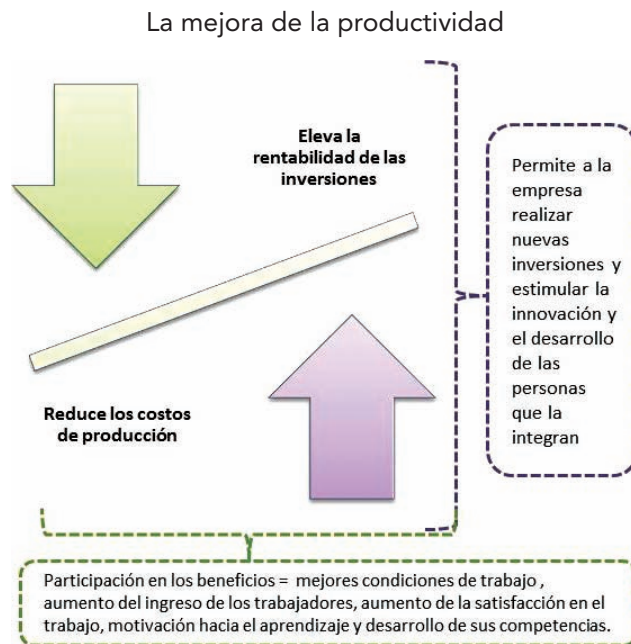 La mejora de la productividad
Eleva la
rentabilidad de las
inversiones
Permite a la
empresa
realizar
nuevas
inversiones y
estimular la
innovación y
el desarrollo
de las
personas
que la
integran
Reduce los costos
de producción
Participación en los beneficios = mejores condiciones de trabajo ,
aumento del ingreso de los trabajadores, aumento de la satisfacción en el
trabajo, motivación hacia el aprendizaje y desarrollo de sus competencias.